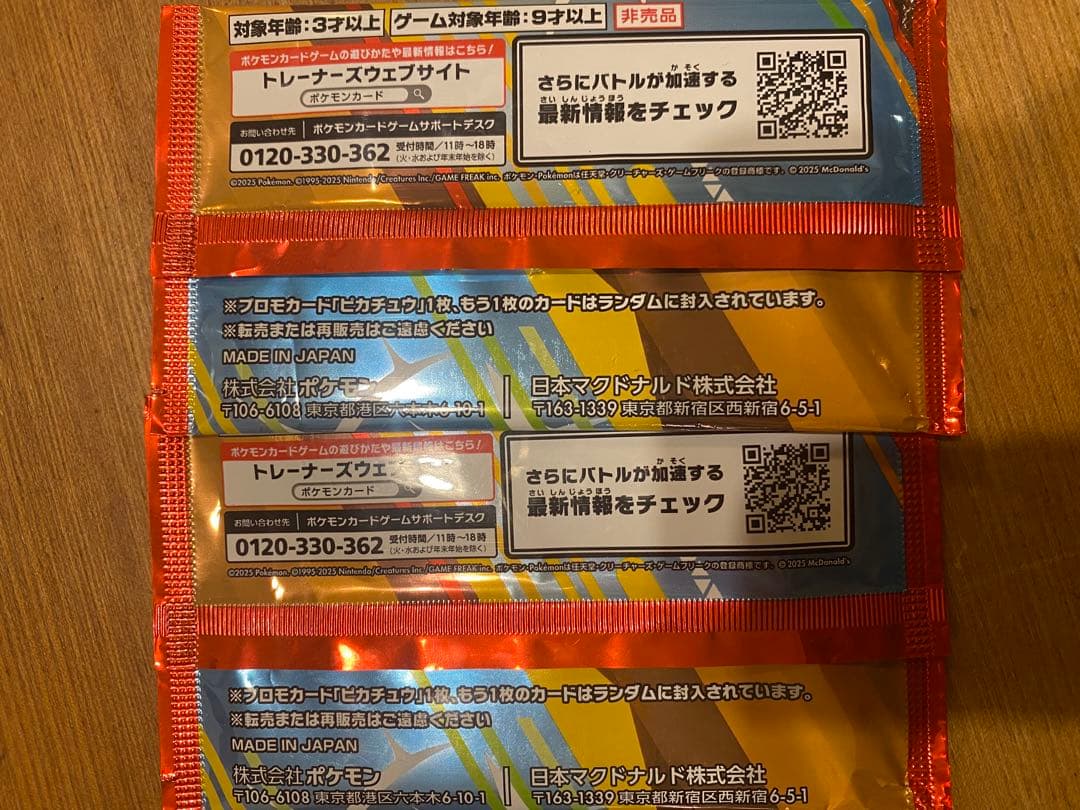 対象年齢:3才以上 ゲーム対象年齢:9才以上 非売品
ポケモンカードゲームの遊びかたや最新情報はこちら!
トレーナーズウェブサイト
ポケモンカード
お問い合わせ先 ポケモンカードゲームサポートデスク
0120-330-362 受付時間/11時~18時
(火・水および年末年始を除く)
さらにバトルが加速する
かそく
最新情報をチェック
さいしんじょうほう
©2025 Pokémon. ©1995-2025 Nintendo/Creatures Inc./GAME FREAK inc. ポケモン・Pokémonは任天堂・クリーチャーズ・ゲームフリークの登録商標です。 © 2025 McDonald's
※プロモカード「ピカチュウ」1枚、もう1枚のカードはランダムに封入されています。
※転売または再販売はご遠慮ください
MADE IN JAPAN
株式会社ポケモン
〒106-6108 東京都港区六本木6-10-1
日本マクドナルド株式会社
〒163-1339 東京都新宿区西新宿6-5-1
ポケモンカードゲームの遊びかたや最新情報はこちら!
トレーナーズウェ
ポケモンカード
お問い合わせ先 ポケモンカードゲームサポートデスク
0120-330-362 受付時間/11時~18時
(火・水および年末年始を除く)
さらにバトルが加速する
かそく
最新情報をチェック
さいしんじょうほう
©2025 Pokémon. ©1995-2025 Nintendo/Creatures Inc./GAME FREAK inc. ポケモン・Pokémonは任天堂・クリーチャーズ・ゲームフリークの登録商標です。 © 2025 McDonald's
※プロモカード「ピカチュウ」1枚、もう1枚のカードはランダムに封入されています。
※転売または再販売はご遠慮ください
MADE IN JAPAN
株式会社ポケモン
〒106-6108 東京都港区六本木6-10-1
日本マクドナルド株式会社
〒163-1339 東京都新宿区西新宿6-5-1